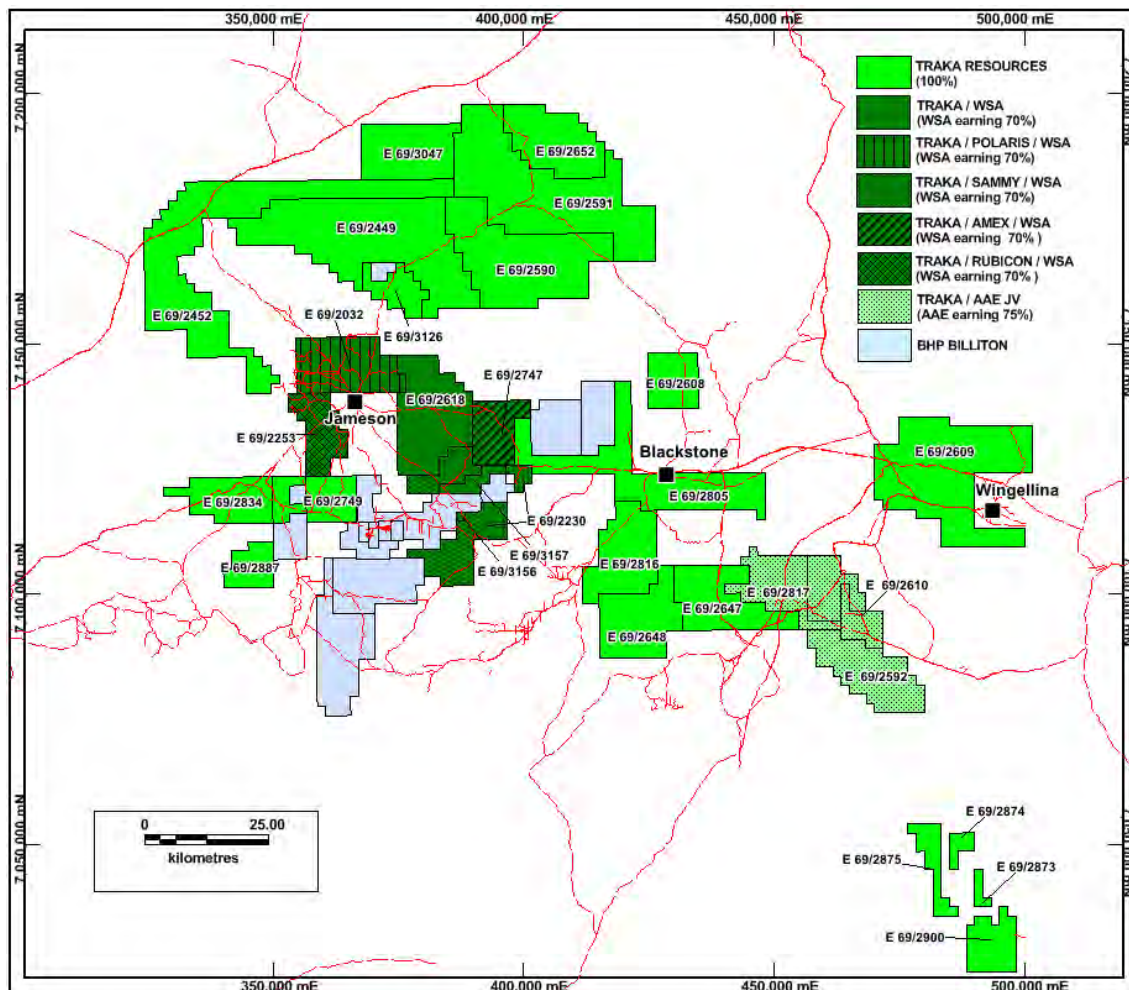 350,000 mE
400,000 mE
450,000 mE
500,000 mE
7,200,000 mN
7,150,000 mN
7,100,000 mN
7,050,000 mN
TRAKA RESOURCES
(100%)
TRAKA / WSA
(WSA earning 70%)
TRAKA / POLARIS / WSA
(WSA earning 70%)
TRAKA / SAMMY / WSA
(WSA earning 70%)
TRAKA / AMEX / WSA
(WSA earning 70% )
TRAKA / RUBICON / WSA
(WSA earning 70% )
TRAKA / AAE JV
(AAE earning 75%)
BHP BILLITON
E 69/3047
E 69/2652
E 69/2591
E 69/2449
E 69/2590
E 69/2452
E 69/2032
E 69/3126
E 69/2747
E 69/2608
E 69/2618
Jameson
E 69/2253
Blackstone
E 69/2609
Wingellina
E 69/2834
E 69/2749
E 69/2805
E 69/2230
E 69/3157
E 69/3156
E 69/2887
E 69/2816
E 69/2817
E 69/2610
E 69/2647
E 69/2648
E 69/2592
0
25.00
kilometres
E 69/2874
E 69/2875
E 69/2873
E 69/2900
350,000 mE
400,000 mE
450,000 mE
500,000 mE